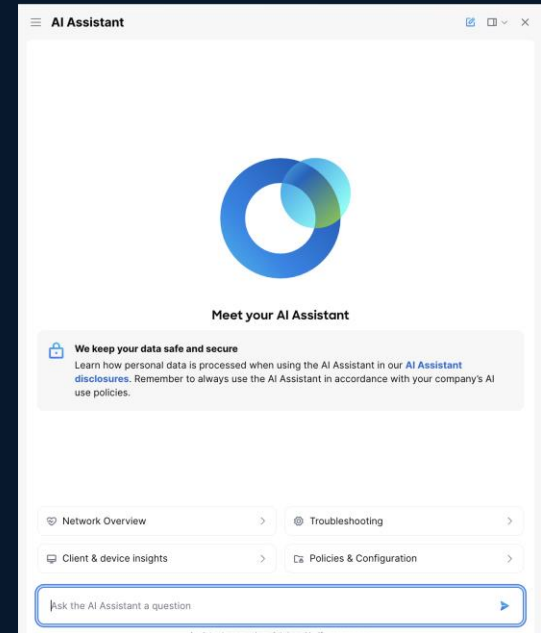 AI Assistant
Meet your AI Assistant
We keep your data safe and secure
Learn how personal data is processed when using the AI Assistant in our AI Assistant
disclosures. Remember to always use the AI Assistant in accordance with your company's AI
use policies.
Network Overview
Troubleshooting
Client & device insights
Policies & Configuration
Ask the AI Assistant a question